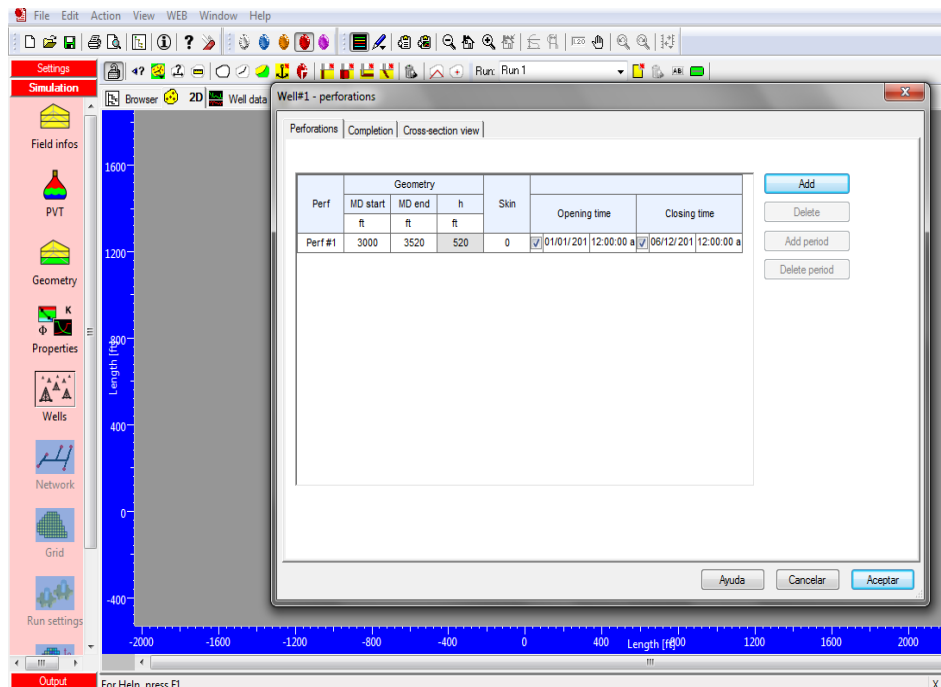 File Edit Action View WEB Window Help
Settings
Simulation
Run: Run 1
Browser 2D Well data
Well#1 - perforations
Perforations Completion Cross-section view
Field infos
PVT
Geometry
Properties
K
Φ
Wells
Network
Grid
Run settings
Output
Perf Geometry Skin Opening time Closing time
MD start MD end h
ft ft ft
Perf #1 3000 3520 520 0 01/01/201 12:00:00 a 06/12/201 12:00:00 a
Add
Delete
Add period
Delete period
Ayuda Cancelar Aceptar
1600
1200
800
400
0
-400
Length [ft]
-2000 -1600 -1200 -800 -400 0 400 800 1200 1600 2000
Length [ft]
For Help, press F1
X